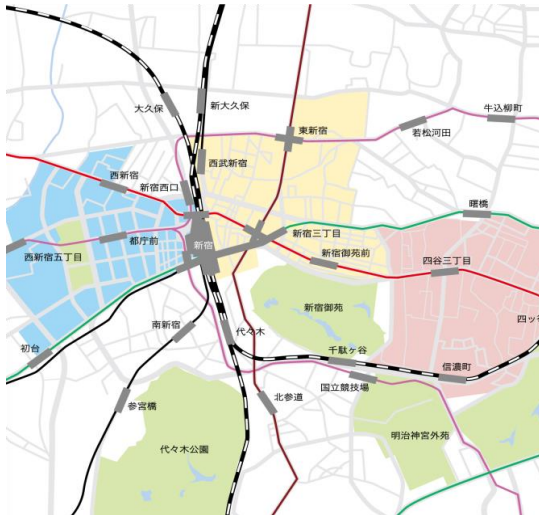 大久保
新大久保
牛込柳町
東新宿
若松河田
西武新宿
西新宿
新宿西口
曙橋
都庁前
新宿
新宿三丁目
西新宿五丁目
新宿御苑前
四谷三丁目
新宿御苑
四ッ
南新宿
代々木
初台
千駄ヶ谷
信濃町
国立競技場
北参道
参宮橋
明治神宮外苑
代々木公園